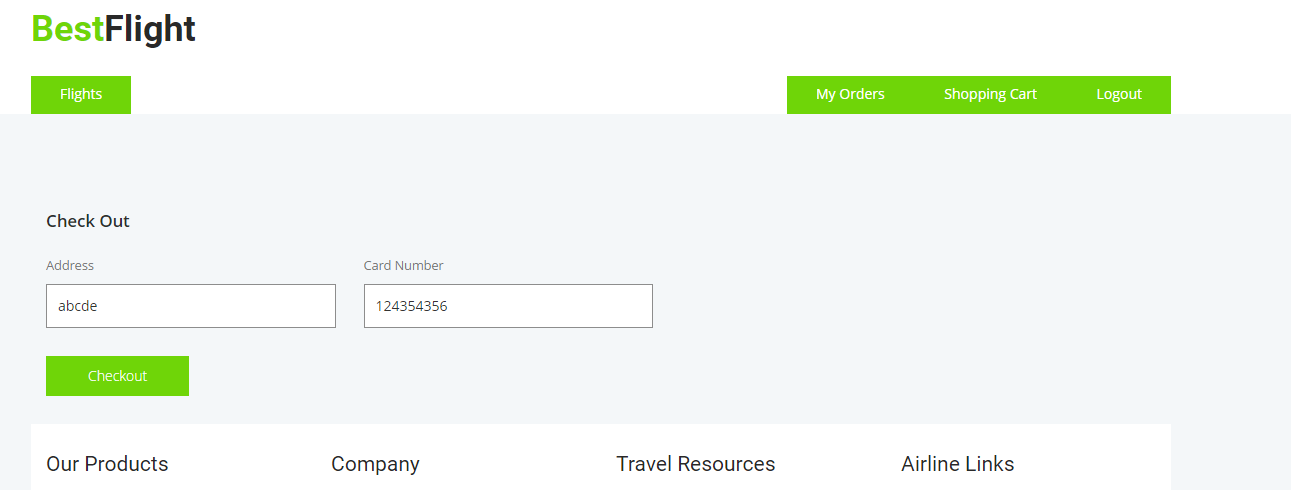 BestFlight
Flights
My Orders Shopping Cart Logout
Check Out
Address Card Number
abcde 124354356
Checkout
Our Products Company Travel Resources Airline Links